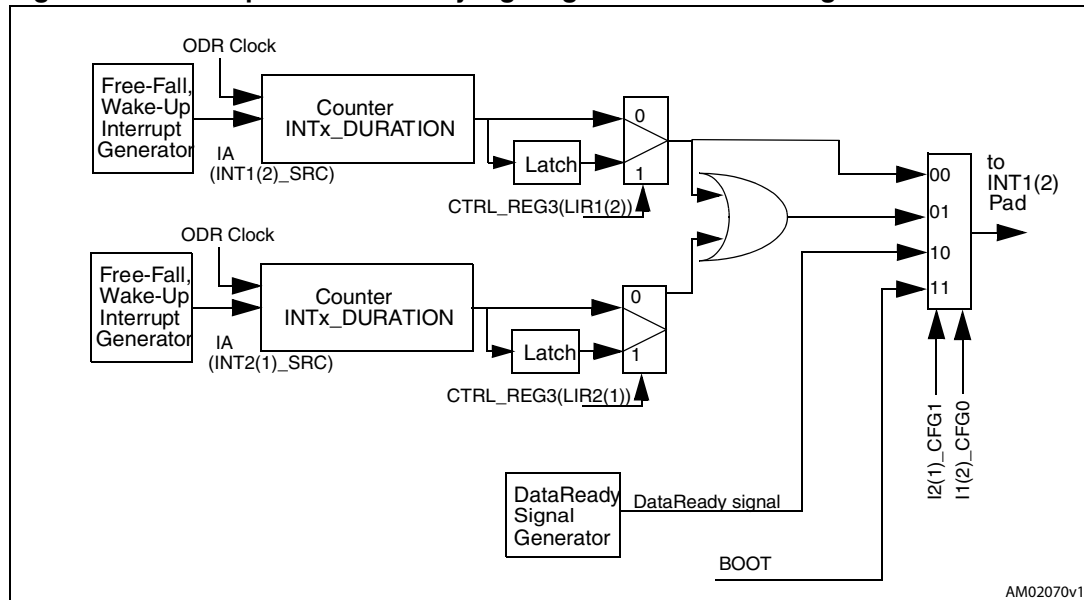 ODR Clock
Free-Fall,
Wake-Up
Interrupt
Generator
IA
(INT1(2)_SRC)
Counter
INTx_DURATION
Latch
0
1
CTRL_REG3(LIR1(2))
ODR Clock
Free-Fall,
Wake-Up
Interrupt
Generator
IA
(INT2(1)_SRC)
Counter
INTx_DURATION
Latch
0
1
CTRL_REG3(LIR2(1))
00
01
10
11
to
INT1(2)
Pad
I2(1)_CFG1
I1(2)_CFG0
DataReady
Signal
Generator
DataReady signal
BOOT
AM02070v1